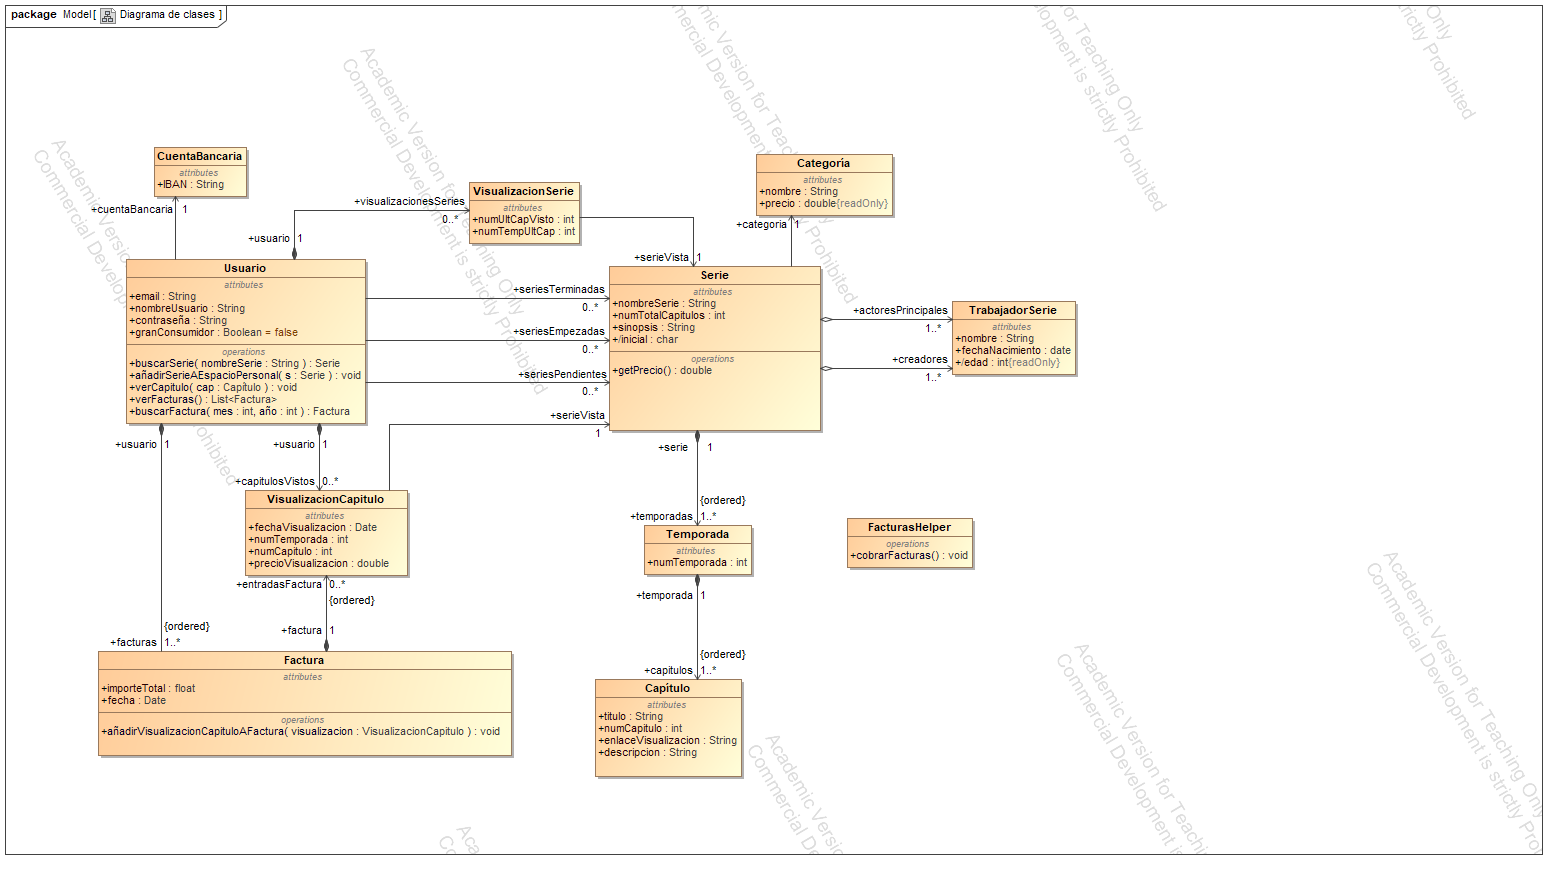 package Model[ Diagrama de clases ]
CuentaBancaria
attributes
+IBAN : String
+cuentaBancaria 1
+visualizacionesSeries
0..*
+usuario 1
VisualizacionSerie
attributes
+numUltCapVisto : int
+numTempUltCap : int
+serieVista 1
Categoría
attributes
+nombre : String
+precio : double{readOnly}
+categoria 1
Usuario
attributes
+email : String
+nombreUsuario : String
+contraseña : String
+granConsumidor : Boolean = false
operations
+buscarSerie( nombreSerie : String ) : Serie
+añadirSerieAEspacioPersonal( s : Serie ) : void
+verCapitulo( cap : Capítulo ) : void
+verFacturas() : List<Factura>
+buscarFactura( mes : int, año : int ) : Factura
+seriesTerminadas
0..*
+seriesEmpezadas
0..*
+seriesPendientes
0..*
+serieVista
1
Serie
attributes
+nombreSerie : String
+numTotalCapitulos : int
+sinopsis : String
+/inicial : char
operations
+getPrecio() : double
+actoresPrincipales
1..*
+creadores
1..*
TrabajadorSerie
attributes
+nombre : String
+fechaNacimiento : date
+/edad : int{readOnly}
+usuario 1
+usuario 1
+capitulosVistos 0..*
VisualizacionCapitulo
attributes
+fechaVisualizacion : Date
+numTemporada : int
+numCapitulo : int
+precioVisualizacion : double
+entradasFactura 0..*
{ordered}
+factura 1
{ordered}
+facturas 1..*
Factura
attributes
+importeTotal : float
+fecha : Date
operations
+añadirVisualizacionCapituloAFactura( visualizacion : VisualizacionCapitulo ) : void
+serie 1
{ordered}
+temporadas 1..*
Temporada
attributes
+numTemporada : int
+temporada 1
{ordered}
+capitulos 1..*
Capítulo
attributes
+titulo : String
+numCapitulo : int
+enlaceVisualizacion : String
+descripcion : String
FacturasHelper
operations
+cobrarFacturas() : void
Academic Version for Teaching Only
Commercial Development is strictly Prohibited